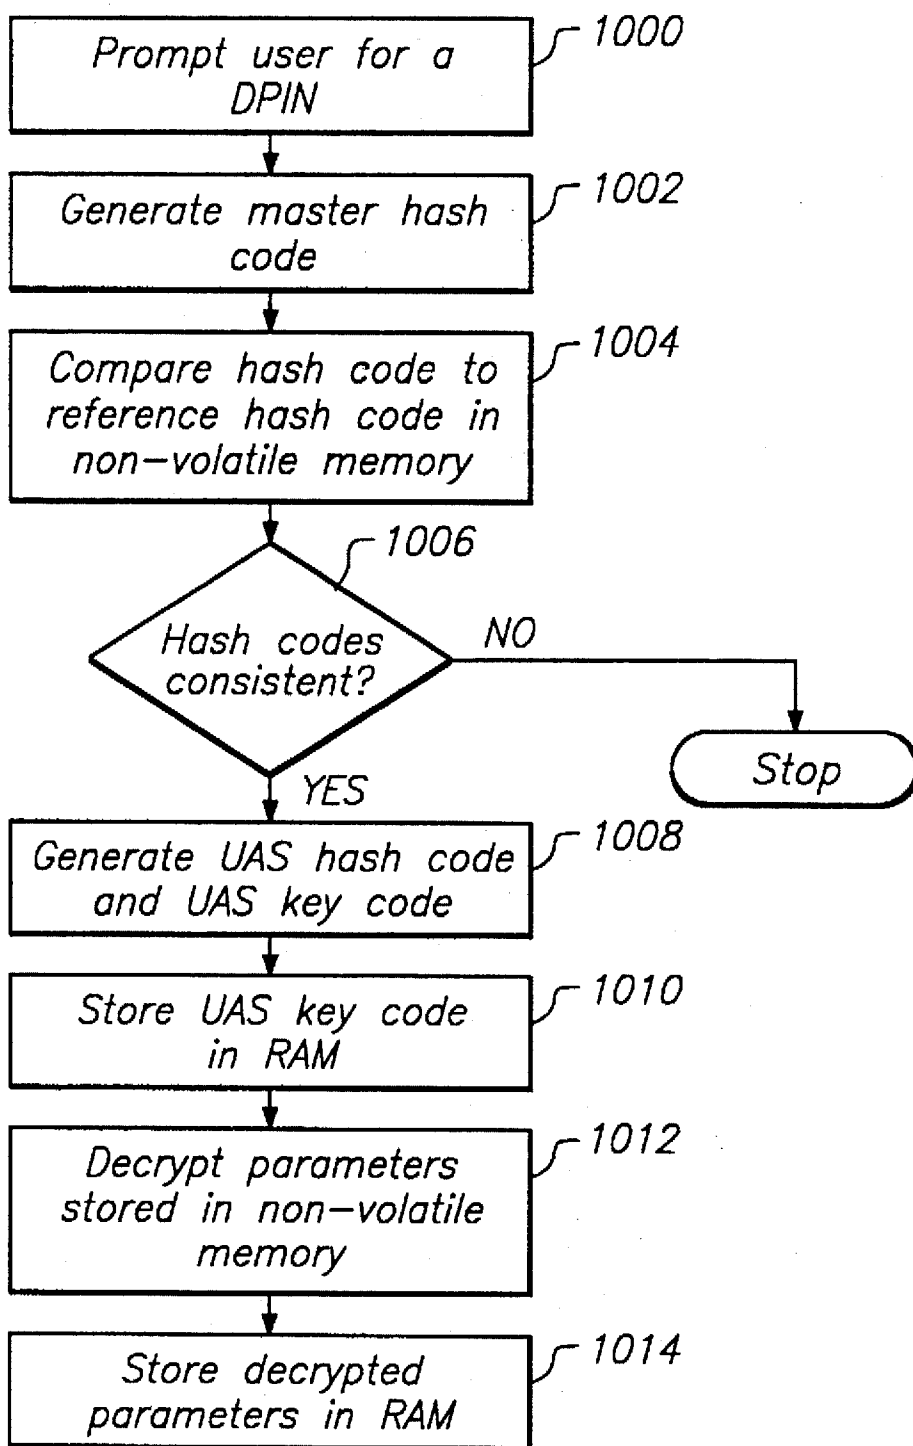 Prompt user for a
DPIN
1000
Generate master hash
code
1002
Compare hash code to
reference hash code in
non-volatile memory
1004
1006
Hash codes
consistent?
NO
Stop
YES
Generate UAS hash code
and UAS key code
1008
Store UAS key code
in RAM
1010
Decrypt parameters
stored in non-volatile
memory
1012
Store decrypted
parameters in RAM
1014